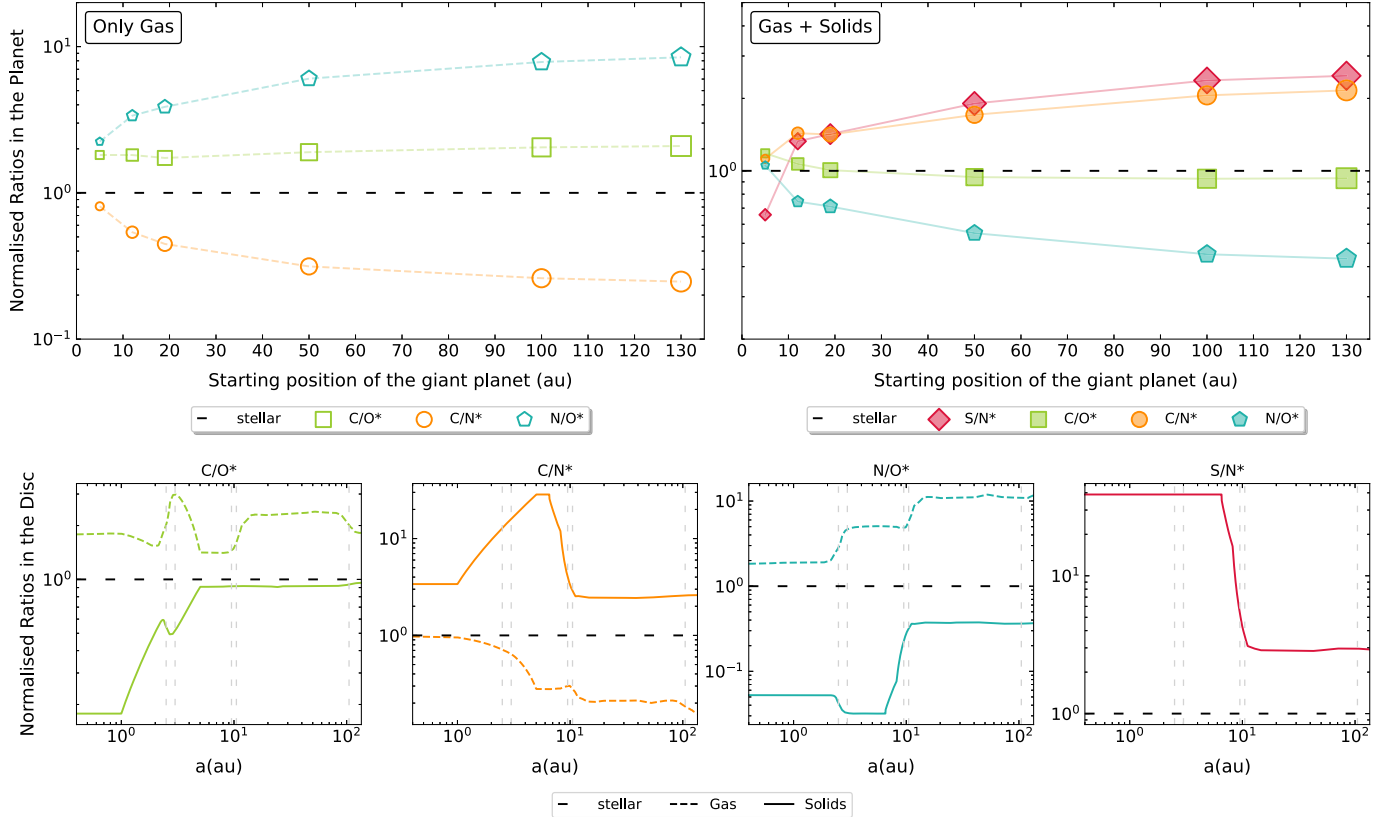 Only Gas
Gas + Solids
Normalised Ratios in the Planet
10^1
10^0
10^-1
0 10 20 30 40 50 60 70 80 90 100 110 120 130
Starting position of the giant planet (au)
10^0
0 10 20 30 40 50 60 70 80 90 100 110 120 130
Starting position of the giant planet (au)
stellar C/O* C/N* N/O*
stellar S/N* C/O* C/N* N/O*
Normalised Ratios in the Disc
C/O*
10^0
10^0 10^1 10^2
a(au)
C/N*
10^1
10^0
10^0 10^1 10^2
a(au)
N/O*
10^1
10^0
10^-1
10^0 10^1 10^2
a(au)
S/N*
10^1
10^0
10^0 10^1 10^2
a(au)
stellar Gas Solids